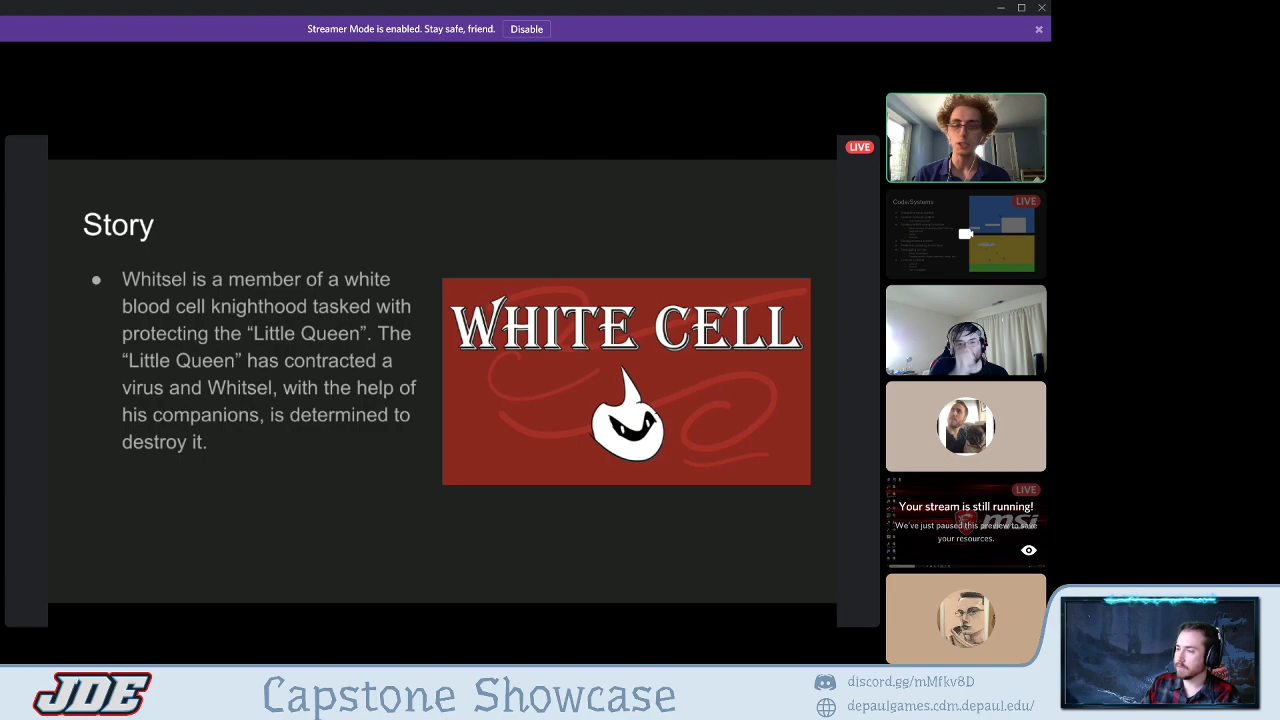 Streamer Mode is enabled. Stay safe, friend.
Disable
LIVE
Story
Whitsel is a member of a white
blood cell knighthood tasked with
protecting the “Little Queen”. The
“Little Queen” has contracted a
virus and Whitsel, with the help of
his companions, is determined to
destroy it.
WHITE CELL
Code/Systems
LIVE
LIVE
Your stream is still running!
msi
We've just paused this preview to save
your resources.
JDE
Capstone Showcase
discord.gg/mMfkv8D
depaulgames.cdm.depaul.edu/